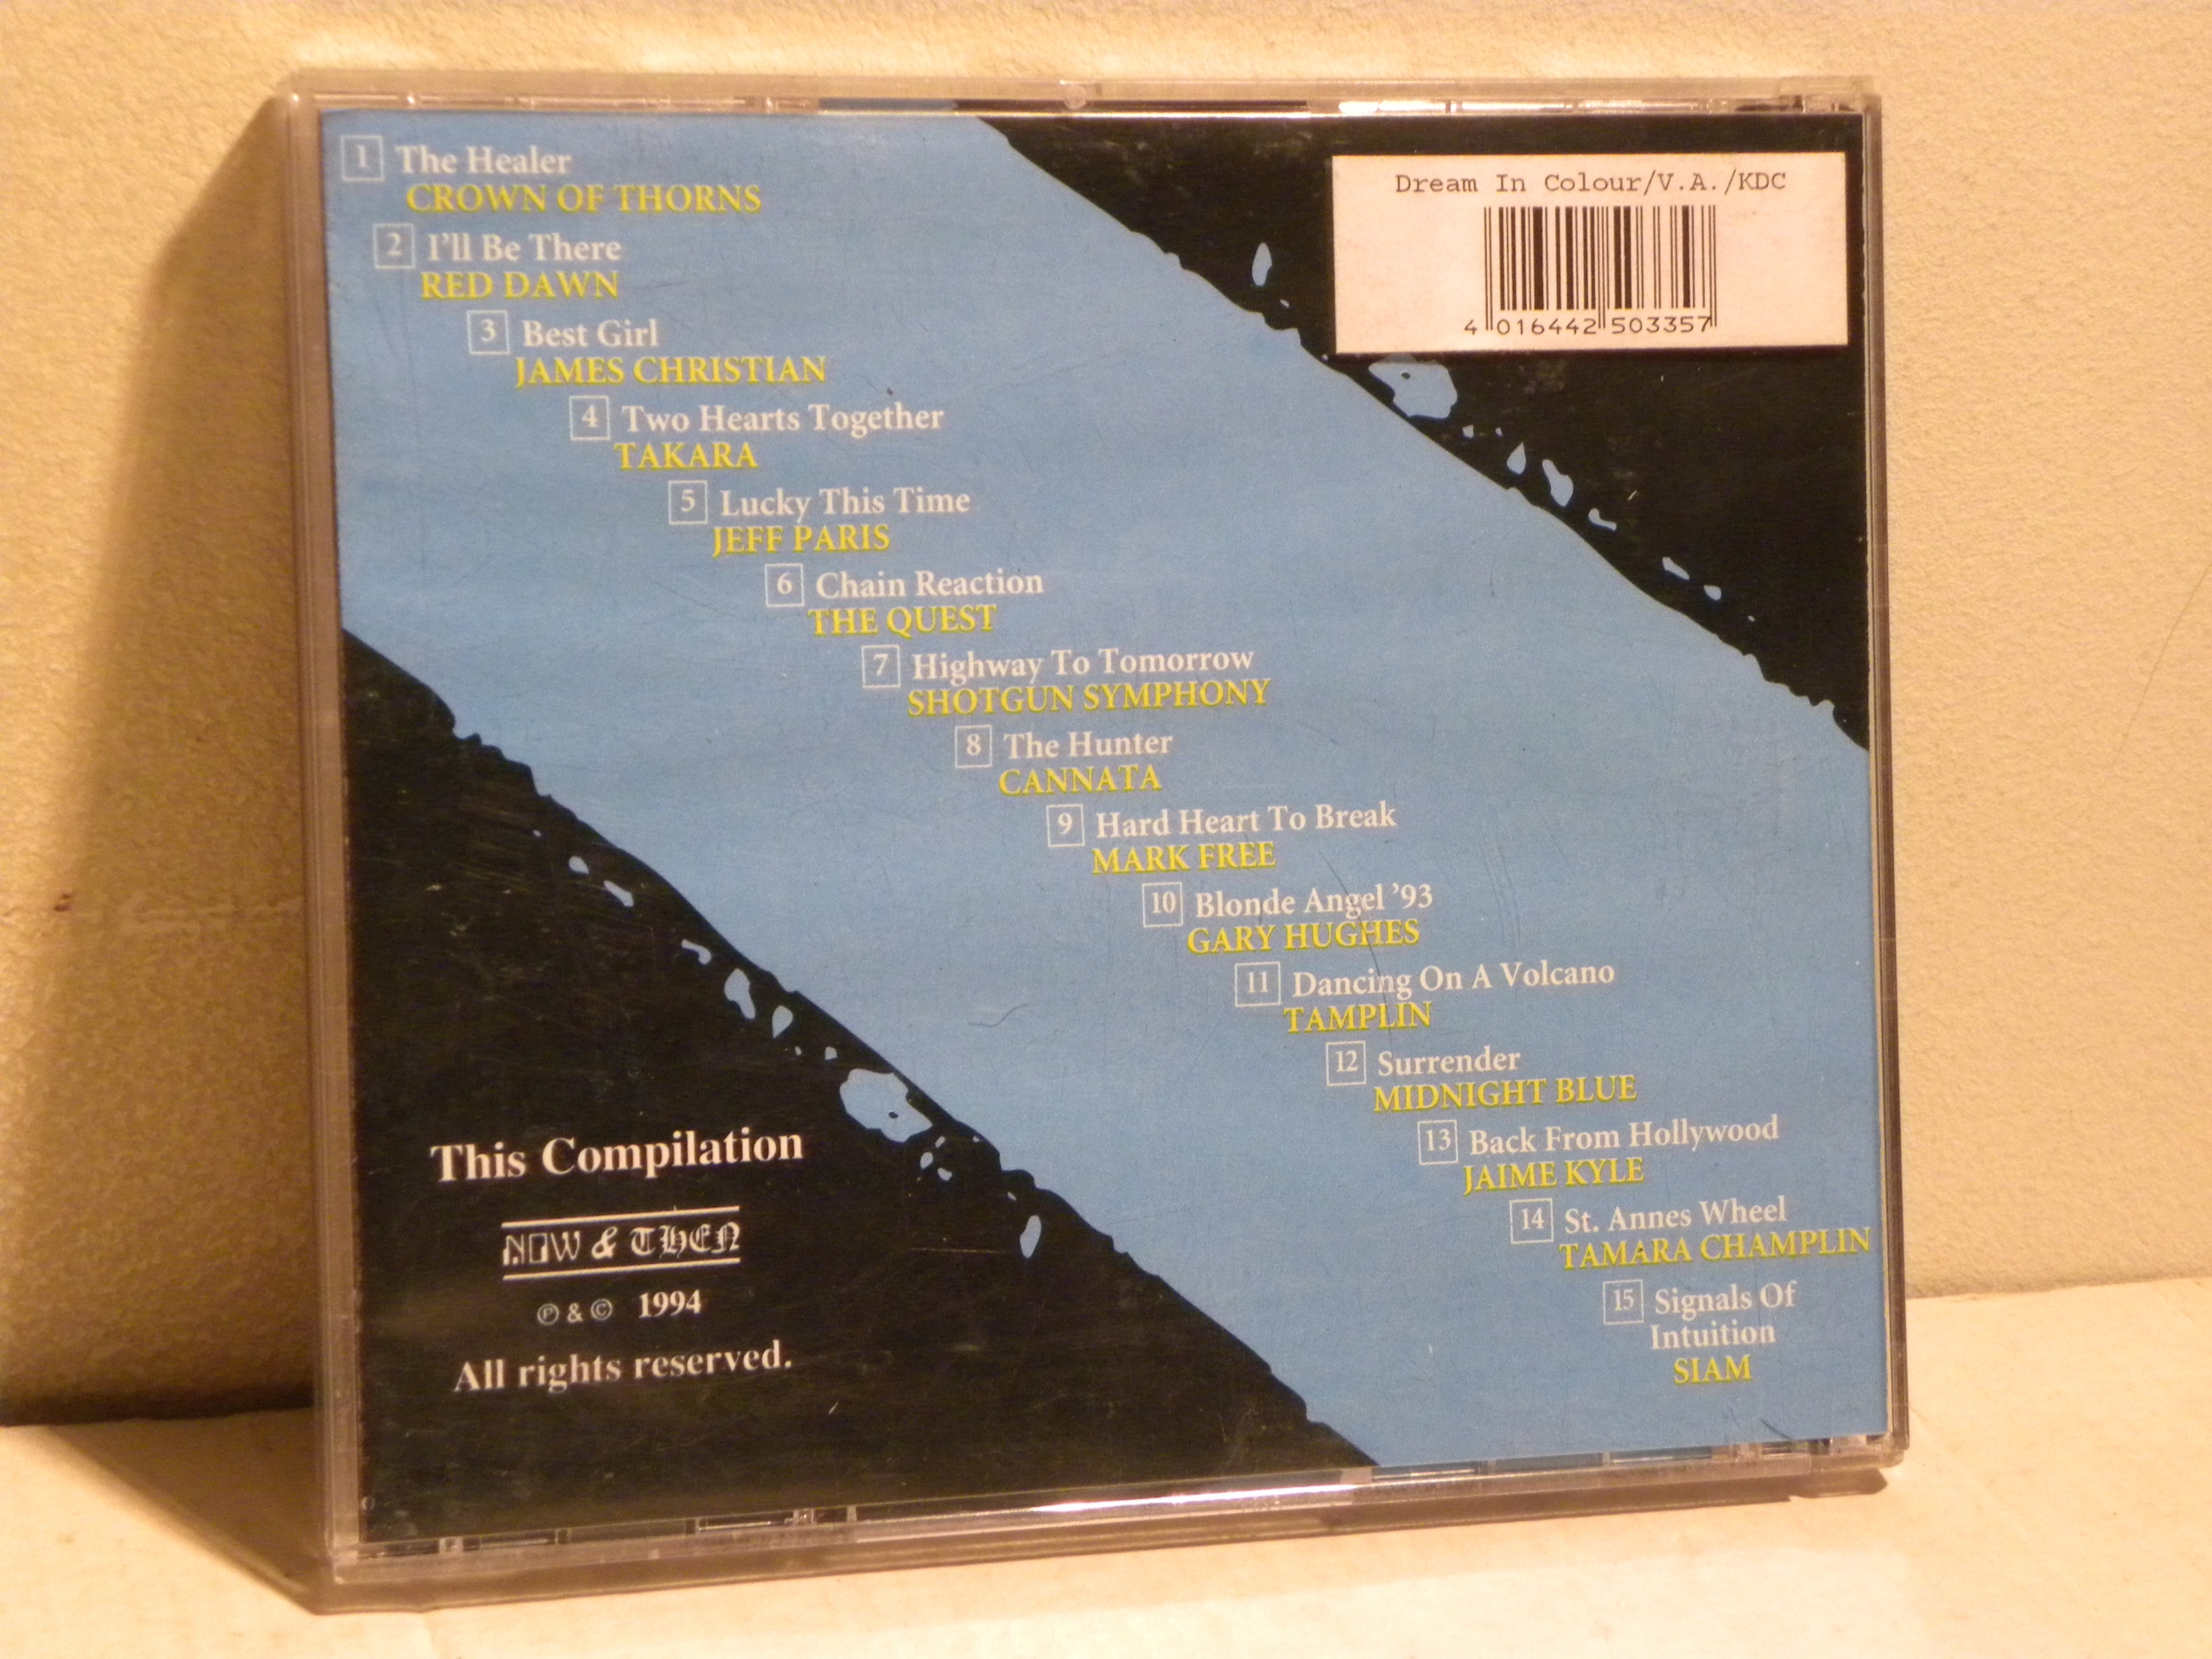 1 The Healer
CROWN OF THORNS
2 I'll Be There
RED DAWN
3 Best Girl
JAMES CHRISTIAN
4 Two Hearts Together
TAKARA
5 Lucky This Time
JEFF PARIS
6 Chain Reaction
THE QUEST
7 Highway To Tomorrow
SHOTGUN SYMPHONY
8 The Hunter
CANNATA
9 Hard Heart To Break
MARK FREE
10 Blonde Angel '93
GARY HUGHES
11 Dancing On A Volcano
TAMPLIN
12 Surrender
MIDNIGHT BLUE
13 Back From Hollywood
JAIME KYLE
14 St. Annes Wheel
TAMARA CHAMPLIN
15 Signals Of
Intuition
SIAM
Dream In Colour/V.A./KDC
4 016442 503357
This Compilation
NOW & THEN
℗ & © 1994
All rights reserved.